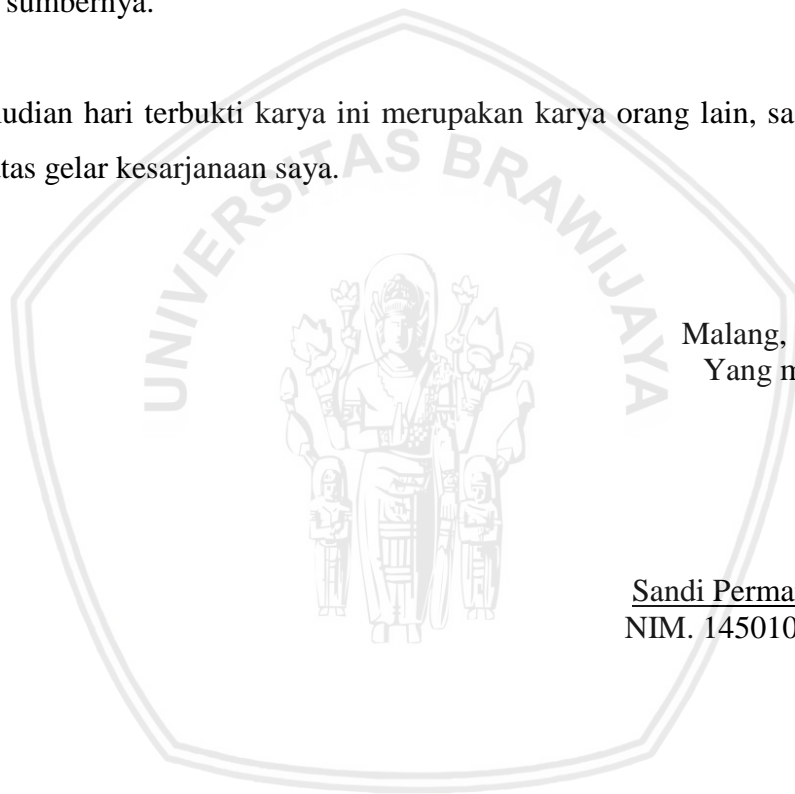 sumbernya.
udian hari terbukti karya ini merupakan karya orang lain, sa
tas gelar kesarjanaan saya.
UNIVERSITAS BRAWIJAYA
Malang,
Yang m
Sandi Perma
NIM. 145010